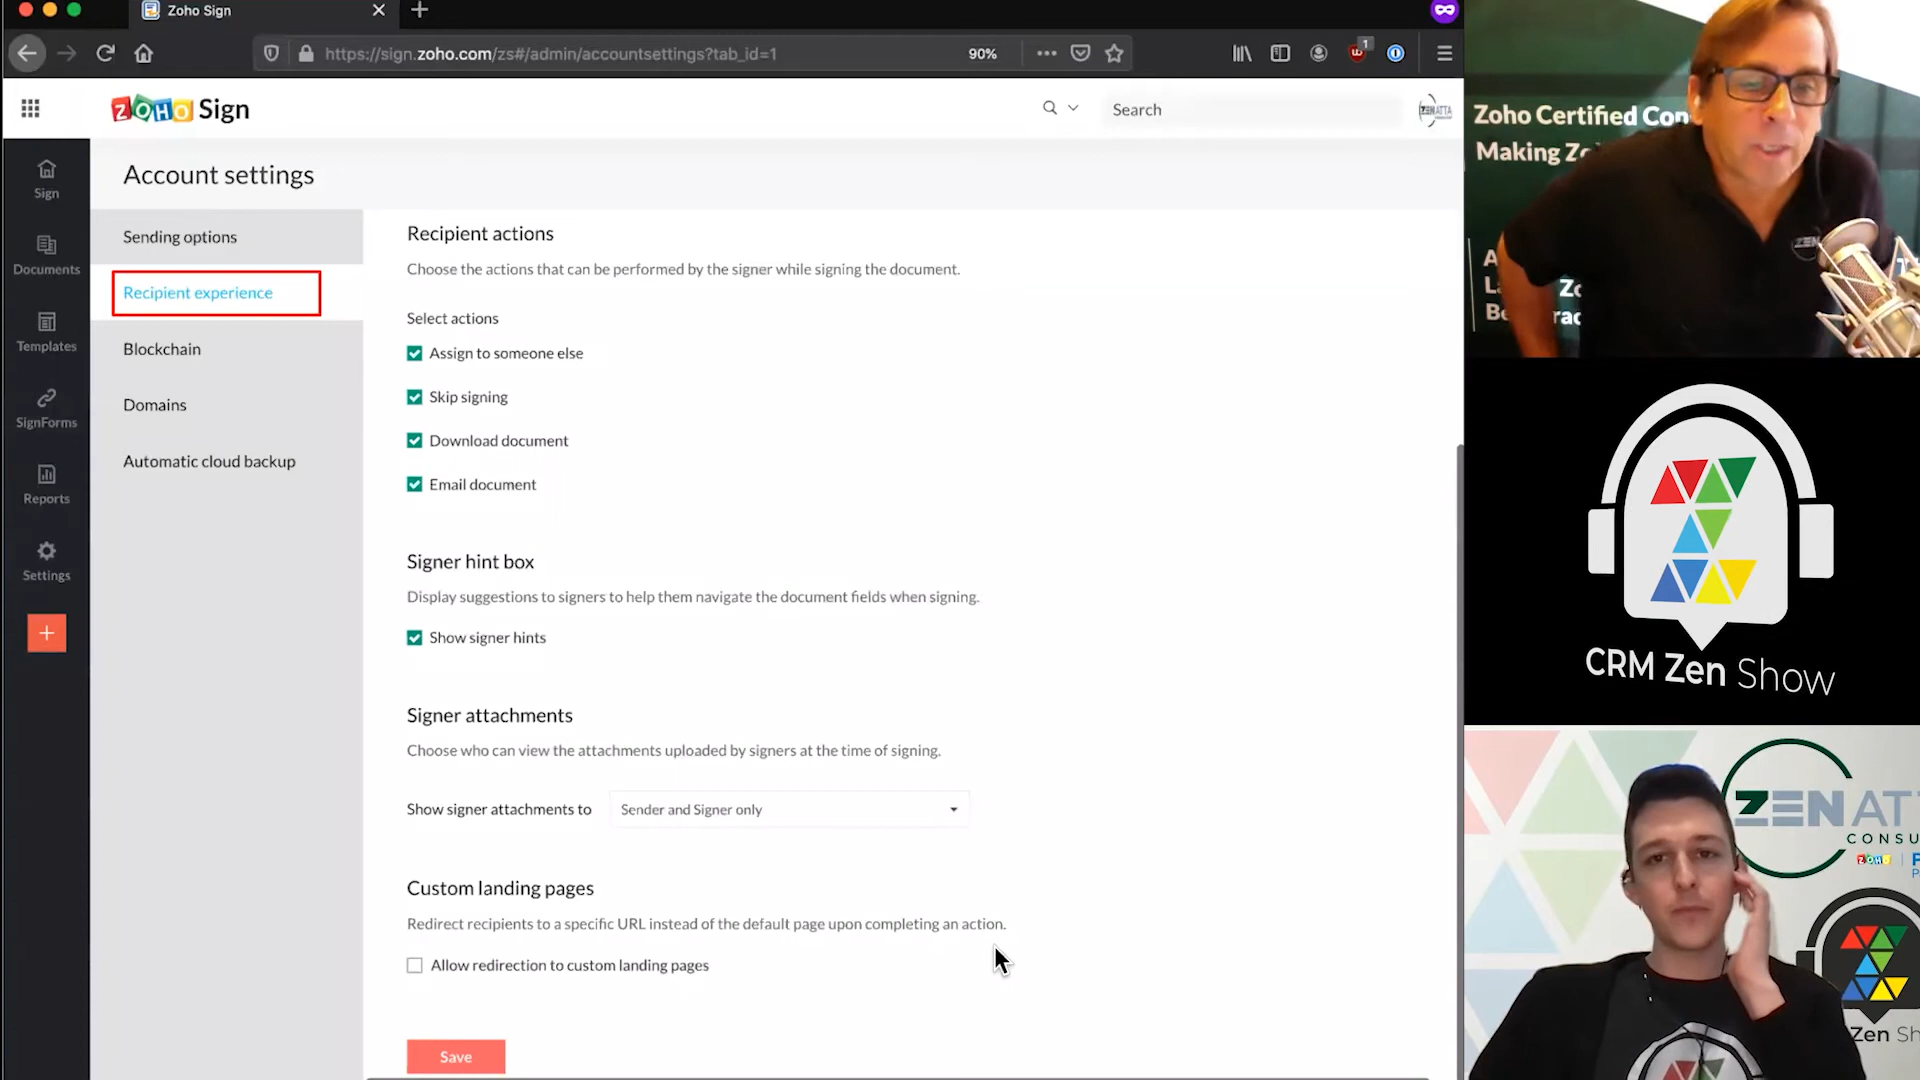 Zoho Sign
https://sign.zoho.com/zs#/admin/accountsettings?tab_id=1
90%
1
ZOHO Sign
Search
ZENATTA
Account settings
Sign
Documents
Templates
SignForms
Reports
Settings
+
Sending options
Recipient experience
Blockchain
Domains
Automatic cloud backup
Recipient actions
Choose the actions that can be performed by the signer while signing the document.
Select actions
Assign to someone else
Skip signing
Download document
Email document
Signer hint box
Display suggestions to signers to help them navigate the document fields when signing.
Show signer hints
Signer attachments
Choose who can view the attachments uploaded by signers at the time of signing.
Show signer attachments to
Sender and Signer only
Custom landing pages
Redirect recipients to a specific URL instead of the default page upon completing an action.
Allow redirection to custom landing pages
Save
Zoho Certified Con
Making Zo
CRM Zen Show
ZENATT
CONSU
ZOHO
Zen Sh